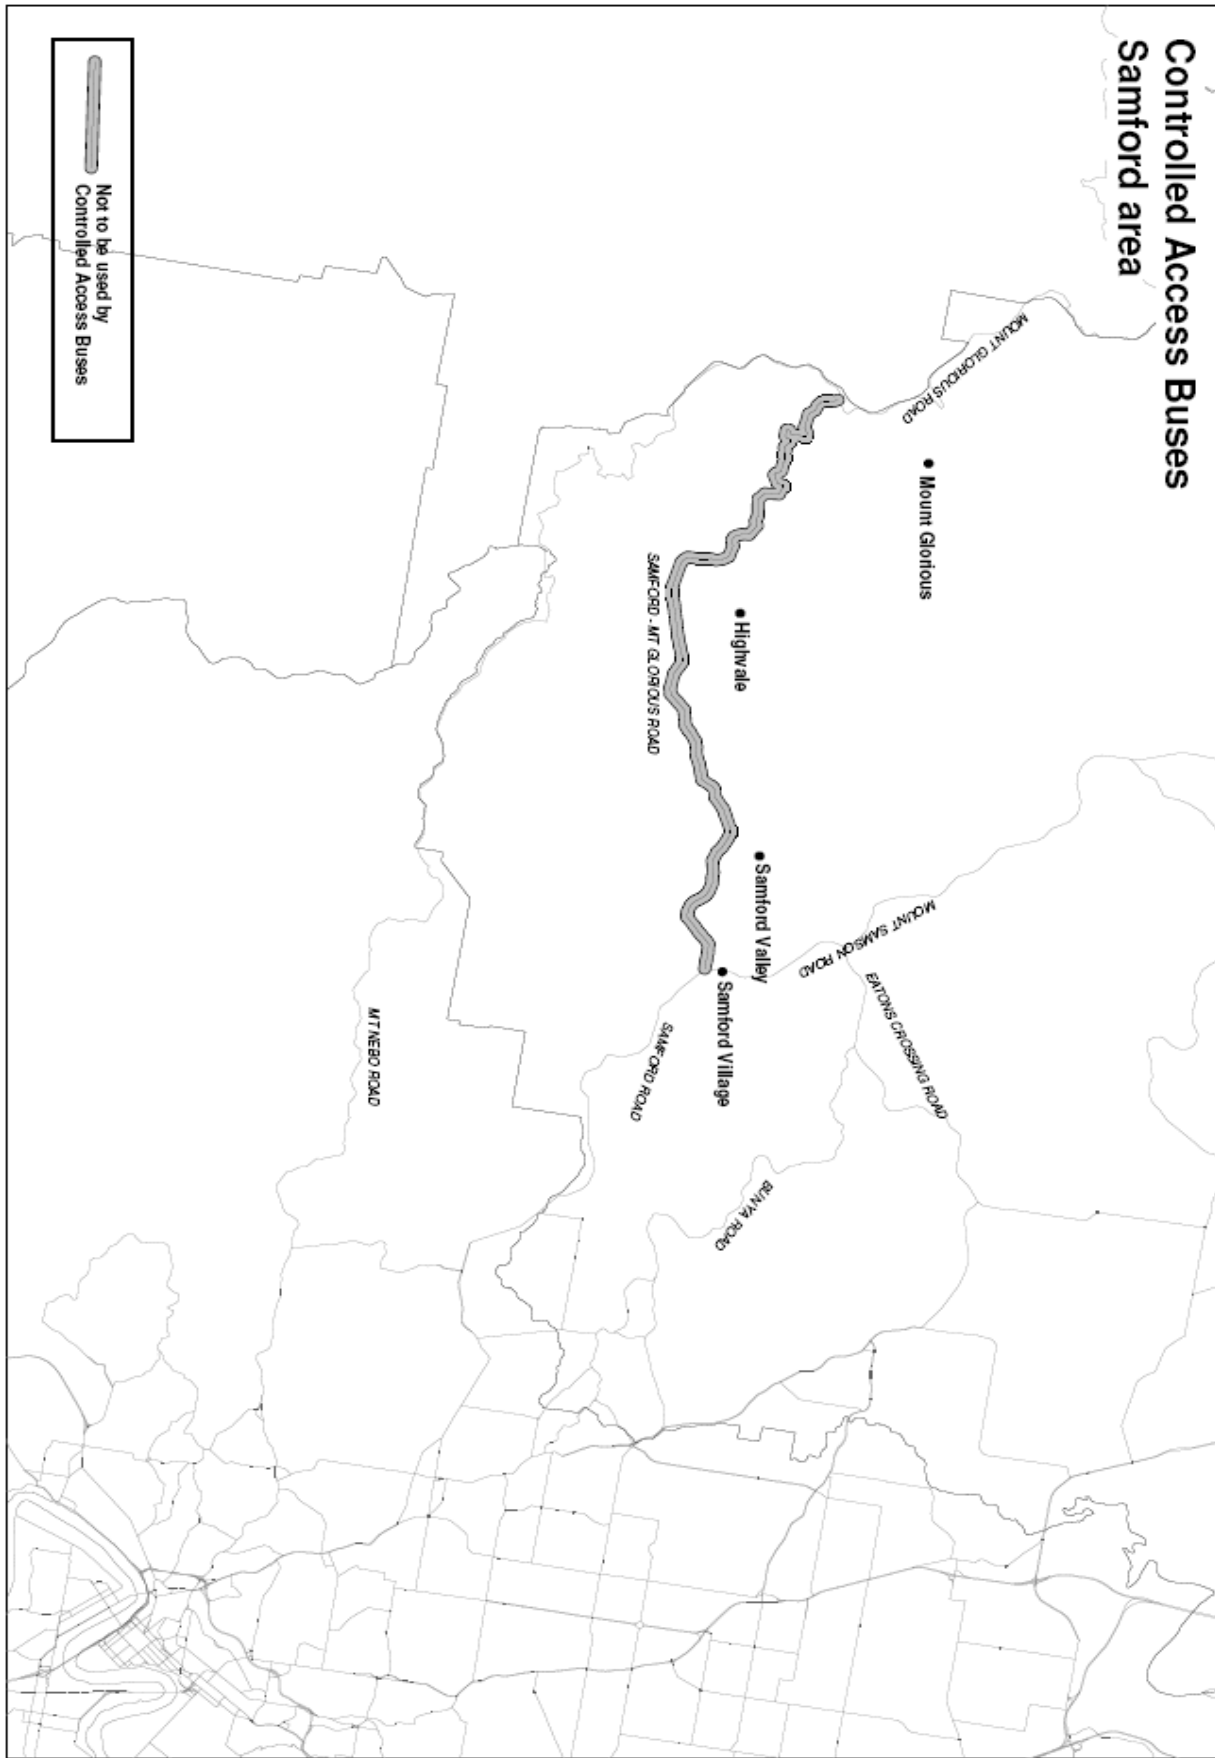 Controlled Access Buses
Samford area
MOUNT GLORIOUS ROAD
Mount Glorious
Highvale
SAMFORD - MT GLORIOUS ROAD
Samford Valley
MOUNT SAMSON ROAD
Samford Village
EATONS CROSSING ROAD
SAMFORD ROAD
MT NEBO ROAD
BUNYA ROAD
Not to be used by
Controlled Access Buses